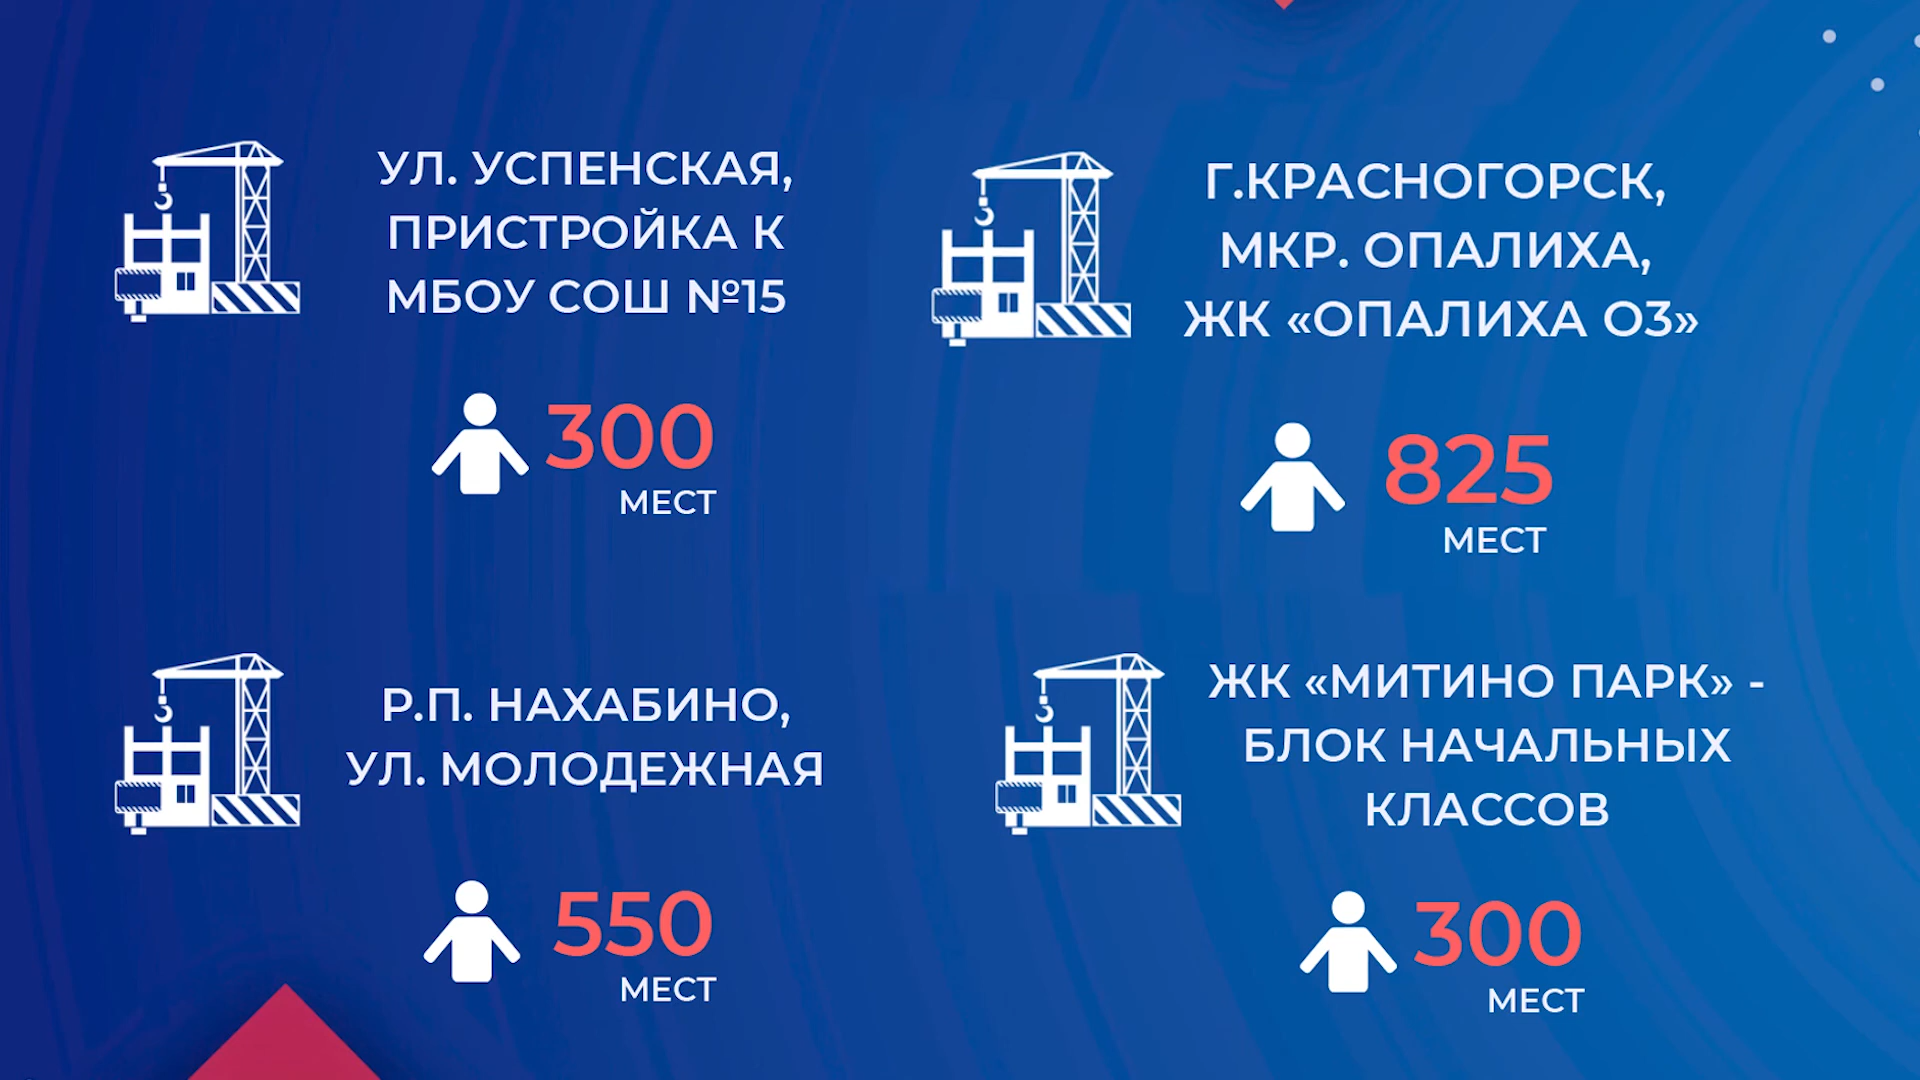 УЛ. УСПЕНСКАЯ,
ПРИСТРОЙКА К
МБОУ СОШ №15
300
МЕСТ
Г.КРАСНОГОРСК,
МКР. ОПАЛИХА,
ЖК «ОПАЛИХА О3»
825
МЕСТ
Р.П. НАХАБИНО,
УЛ. МОЛОДЕЖНАЯ
550
МЕСТ
ЖК «МИТИНО ПАРК» -
БЛОК НАЧАЛЬНЫХ
КЛАССОВ
300
МЕСТ